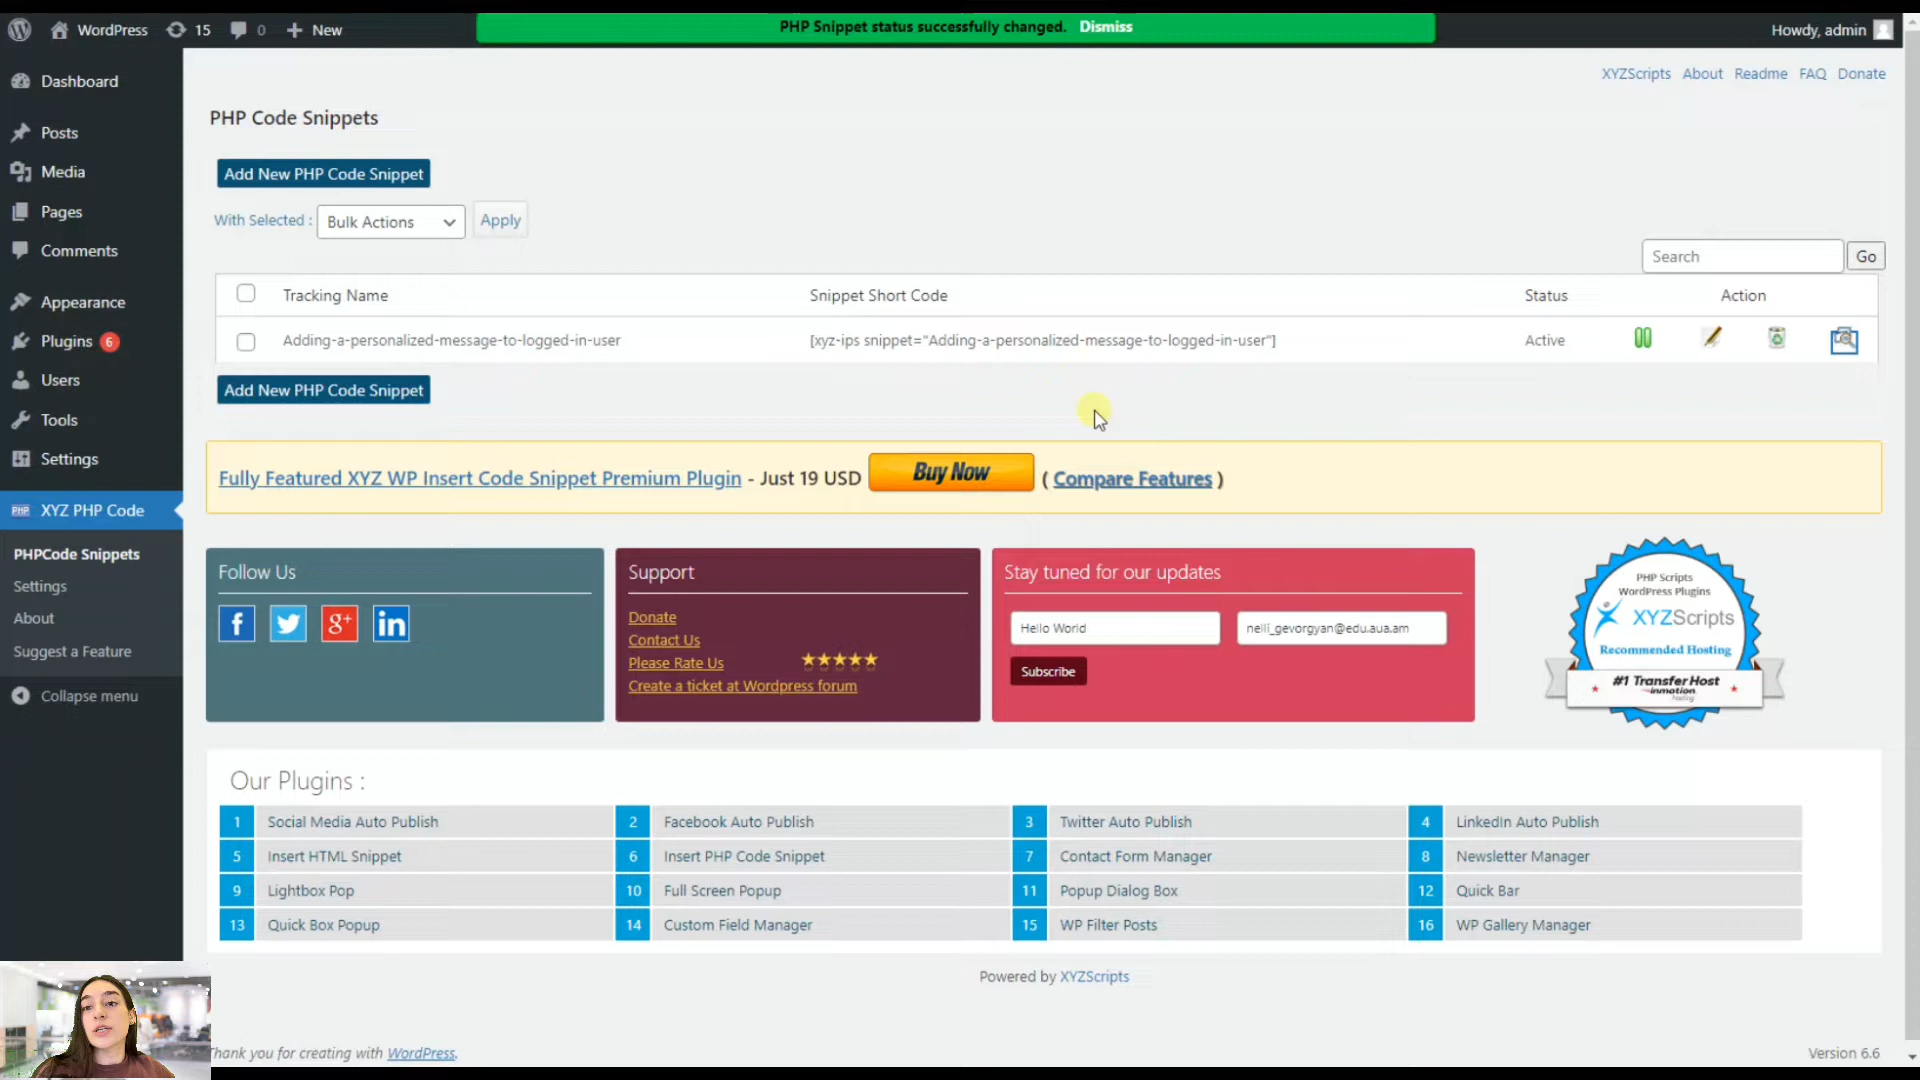 WordPress 15 0 New
PHP Snippet status successfully changed. Dismiss
Howdy, admin
Dashboard
Posts
Media
Pages
Comments
Appearance
Plugins 6
Users
Tools
Settings
PHP XYZ PHP Code
PHPCode Snippets
Settings
About
Suggest a Feature
Collapse menu
XYZScripts About Readme FAQ Donate
PHP Code Snippets
Add New PHP Code Snippet
With Selected : Bulk Actions Apply
Search Go
Tracking Name Snippet Short Code Status Action
Adding-a-personalized-message-to-logged-in-user [xyz-ips snippet="Adding-a-personalized-message-to-logged-in-user"] Active
Add New PHP Code Snippet
Fully Featured XYZ WP Insert Code Snippet Premium Plugin - Just 19 USD Buy Now ( Compare Features )
Follow Us
f g+ in
Support
Donate
Contact Us
Please Rate Us
Create a ticket at Wordpress forum
Stay tuned for our updates
Hello World nelli_gevorgyan@edu.aua.am
Subscribe
PHP Scripts
WordPress Plugins
XYZScripts
Recommended Hosting
#1 Transfer Host
inmotion
hosting
Our Plugins :
1 Social Media Auto Publish 2 Facebook Auto Publish 3 Twitter Auto Publish 4 LinkedIn Auto Publish
5 Insert HTML Snippet 6 Insert PHP Code Snippet 7 Contact Form Manager 8 Newsletter Manager
9 Lightbox Pop 10 Full Screen Popup 11 Popup Dialog Box 12 Quick Bar
13 Quick Box Popup 14 Custom Field Manager 15 WP Filter Posts 16 WP Gallery Manager
Powered by XYZScripts
Thank you for creating with WordPress.
Version 6.6